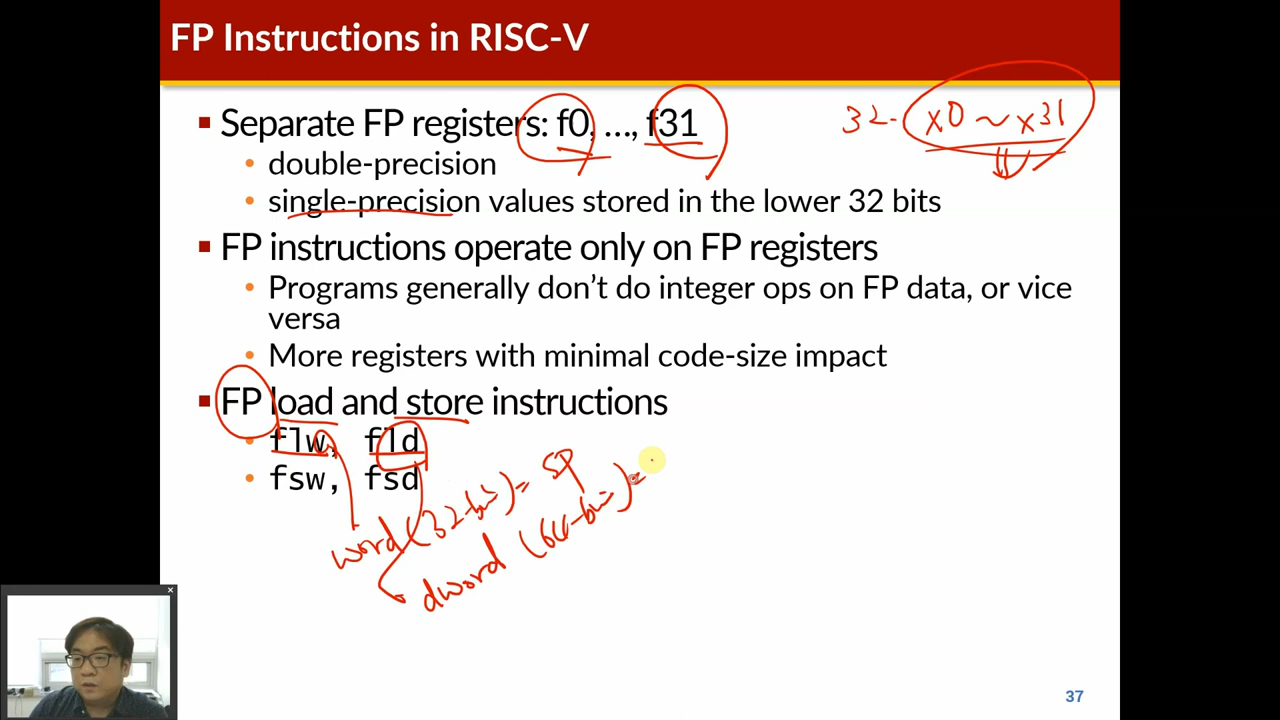 FP Instructions in RISC-V
▪ Separate FP registers: f0, …, f31
32- x0 ~ x31
• double-precision
• single-precision values stored in the lower 32 bits
▪ FP instructions operate only on FP registers
• Programs generally don't do integer ops on FP data, or vice
versa
• More registers with minimal code-size impact
▪ FP load and store instructions
• flw, fld
• fsw, fsd
word (32-bit) = SP
dword (64-bit) =
37